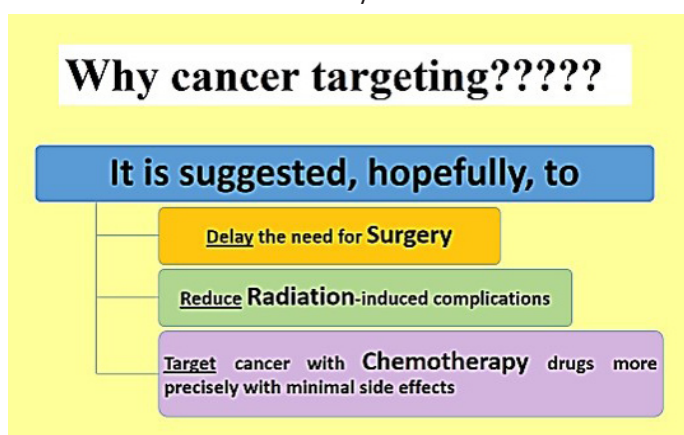 Why cancer targeting?????
It is suggested, hopefully, to
Delay the need for Surgery
Reduce Radiation-induced complications
Target cancer with Chemotherapy drugs more
precisely with minimal side effects